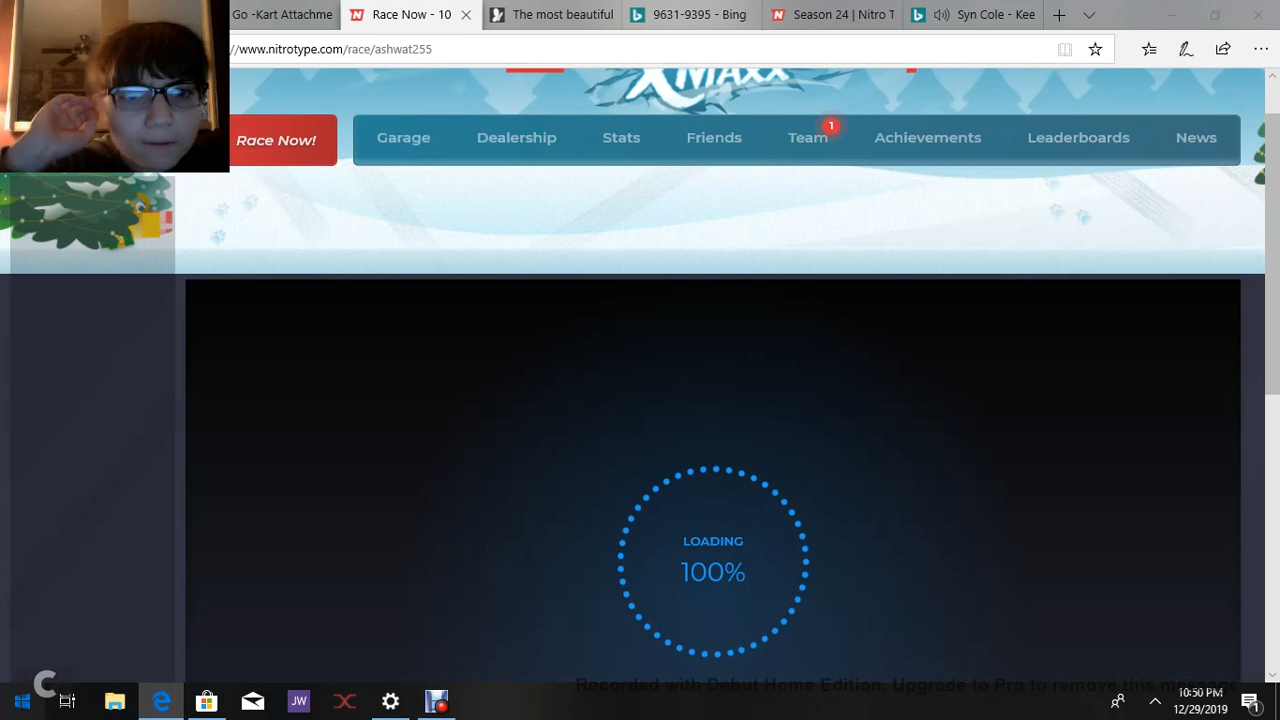 Go -Kart Attachme
Race Now - 10
The most beautiful
9631-9395 - Bing
Season 24 | Nitro T
Syn Cole - Kee
//www.nitrotype.com/race/ashwat255
XMAXX
Race Now!
Garage
Dealership
Stats
Friends
Team
1
Achievements
Leaderboards
News
LOADING
100%
Recorded with Debut Home Edition. Upgrade to Pro to remove this message
C
JW
10:50 PM
12/29/2019
1